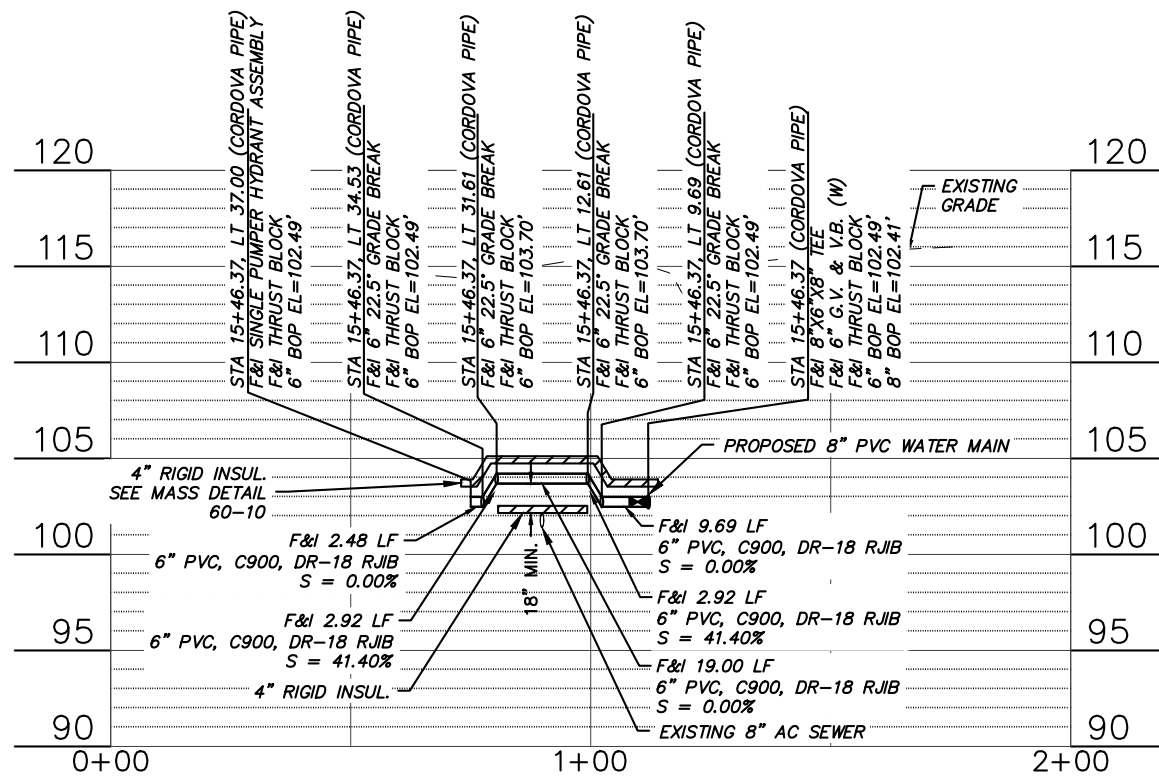 STA 15+46.37, LT 37.00 (CORDOVA PIPE)
F&I SINGLE PUMPER HYDRANT ASSEMBLY
F&I THRUST BLOCK
6" BOP EL=102.49'
STA 15+46.37, LT 34.53 (CORDOVA PIPE)
F&I 6" 22.5° GRADE BREAK
F&I THRUST BLOCK
6" BOP EL=102.49'
STA 15+46.37, LT 31.61 (CORDOVA PIPE)
F&I 6" 22.5° GRADE BREAK
F&I THRUST BLOCK
6" BOP EL=103.70'
STA 15+46.37, LT 12.61 (CORDOVA PIPE)
F&I 6" 22.5° GRADE BREAK
F&I THRUST BLOCK
6" BOP EL=103.70'
STA 15+46.37, LT 9.69 (CORDOVA PIPE)
F&I 6" 22.5° GRADE BREAK
F&I THRUST BLOCK
6" BOP EL=102.49'
STA 15+46.37 (CORDOVA PIPE)
F&I 8"X6"X8" TEE
F&I 6" G.V. & V.B. (W)
F&I THRUST BLOCK
6" BOP EL=102.49'
8" BOP EL=102.41'
EXISTING
GRADE
120
115
110
105
100
95
90
120
115
110
105
100
95
90
4" RIGID INSUL.
SEE MASS DETAIL
60-10
PROPOSED 8" PVC WATER MAIN
F&I 2.48 LF
6" PVC, C900, DR-18 RJIB
S = 0.00%
F&I 2.92 LF
6" PVC, C900, DR-18 RJIB
S = 41.40%
4" RIGID INSUL.
18" MIN.
F&I 9.69 LF
6" PVC, C900, DR-18 RJIB
S = 0.00%
F&I 2.92 LF
6" PVC, C900, DR-18 RJIB
S = 41.40%
F&I 19.00 LF
6" PVC, C900, DR-18 RJIB
S = 0.00%
EXISTING 8" AC SEWER
0+00
1+00
2+00